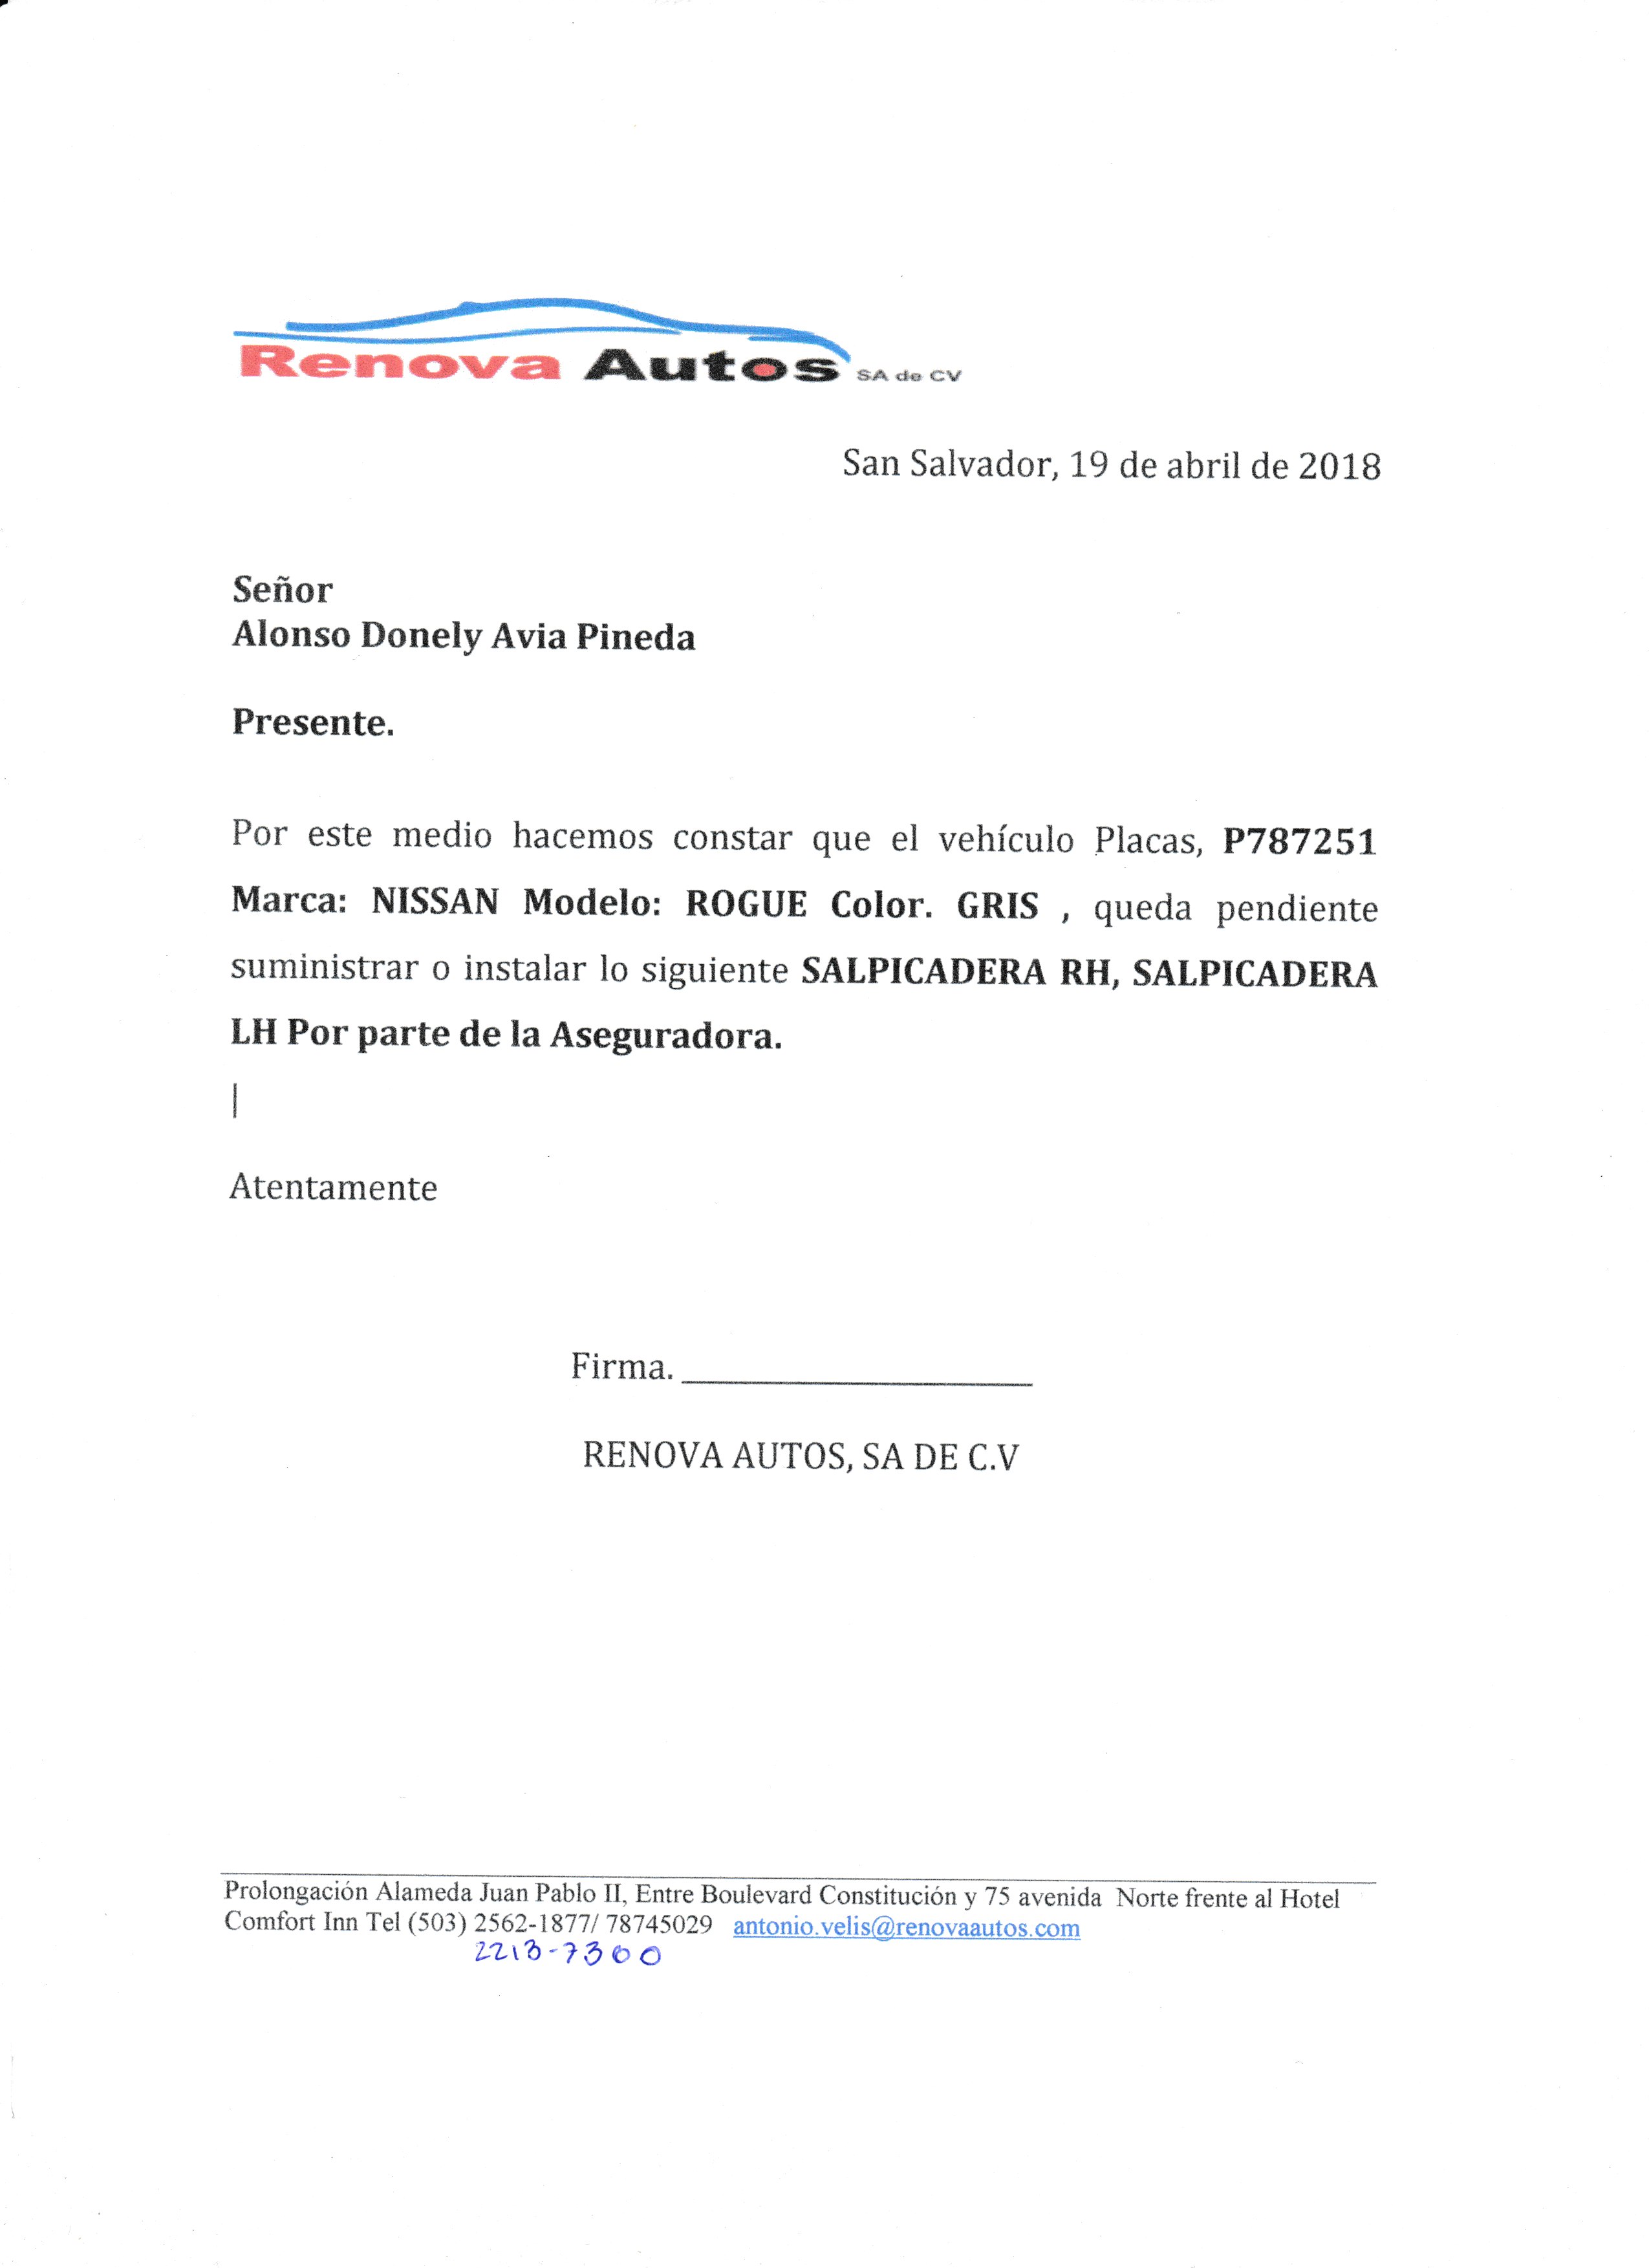 Renova Autos SA de CV
San Salvador, 19 de abril de 2018
Señor
Alonso Donely Avia Pineda
Presente.
Por este medio hacemos constar que el vehículo Placas, P787251
Marca: NISSAN Modelo: ROGUE Color. GRIS , queda pendiente
suministrar o instalar lo siguiente SALPICADERA RH, SALPICADERA
LH Por parte de la Aseguradora.
|
Atentamente
Firma. ____________________
RENOVA AUTOS, SA DE C.V
Prolongación Alameda Juan Pablo II, Entre Boulevard Constitución y 75 avenida Norte frente al Hotel
Comfort Inn Tel (503) 2562-1877/ 78745029 antonio.velis@renovaautos.com
2213-7300